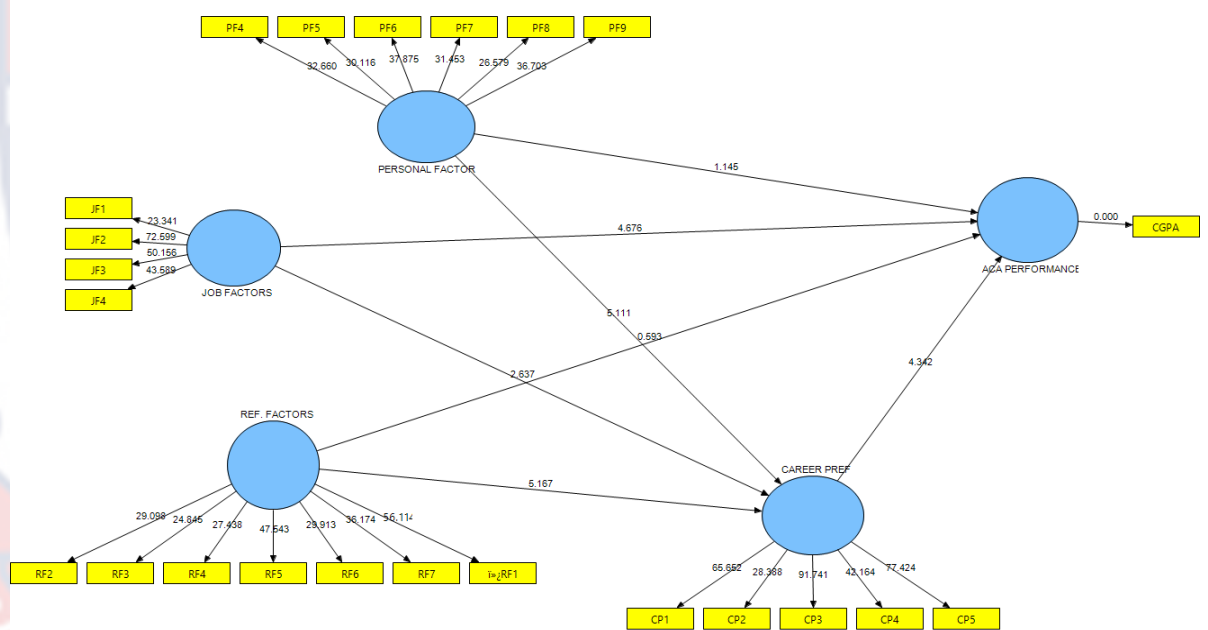 PF4 PF5 PF6 PF7 PF8 PF9
32.660 30.116 37.875 31.453 26.579 36.703
PERSONAL FACTOR
1.145
JF1
JF2
JF3
JF4
23.341
72.599
50.156
43.589
JOB FACTORS
4.676
0.000
CGPA
ACA PERFORMANCE
5.111
0.593
2.637
4.342
REF. FACTORS
5.167
CAREER PREF
29.098 24.845 27.438 47.543 29.913 36.174 56.114
RF2 RF3 RF4 RF5 RF6 RF7 ï»¿RF1
65.652 28.388 91.741 42.164 77.424
CP1 CP2 CP3 CP4 CP5